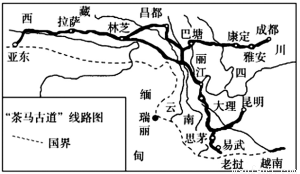 西
藏
昌都
拉萨
林芝
巴塘
康定
成都
雅安
川
亚东
丽
江
四
缅
云
大理
昆明
瑞
丽
南
思茅
易武
甸
老挝
越南
“茶马古道”线路图
国界